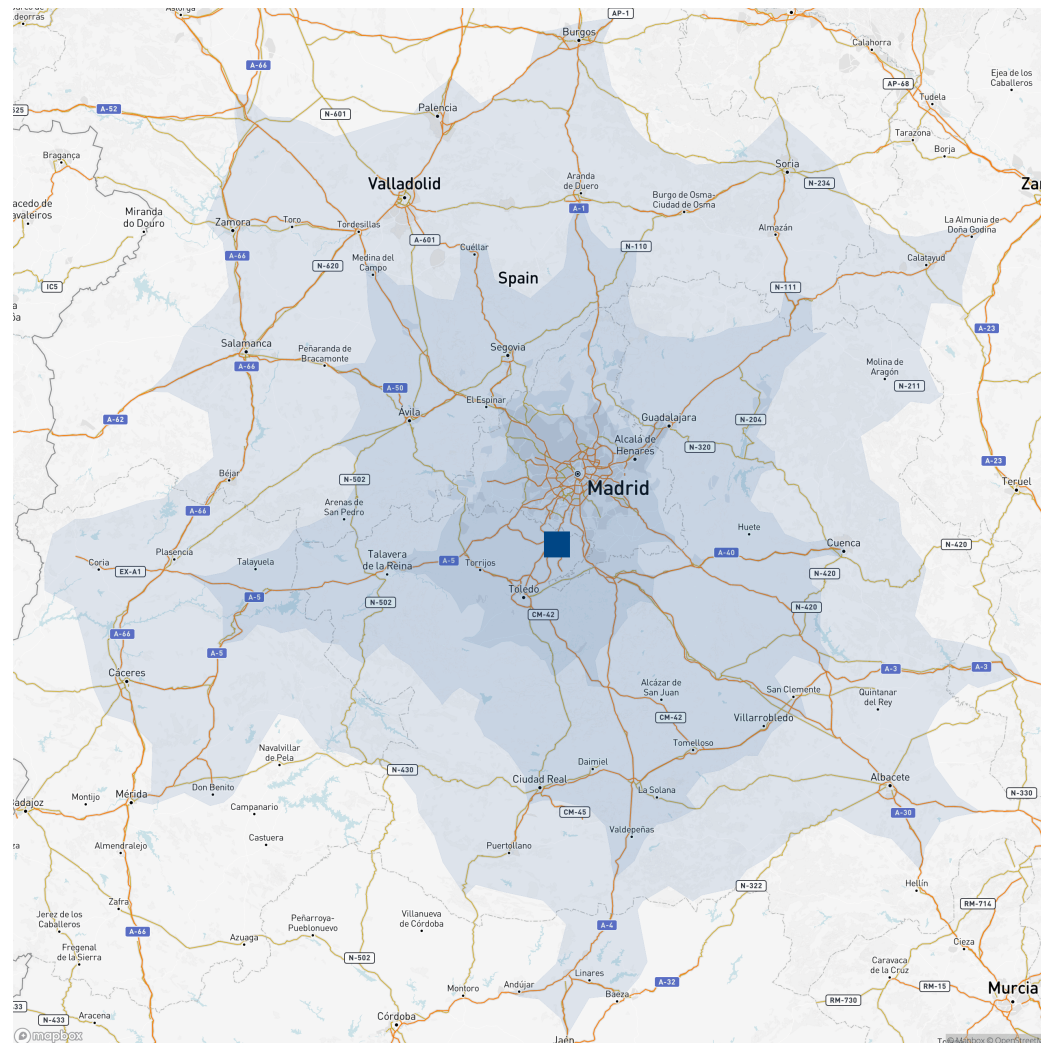 AP-1
Astorga
Burgos
Calahorra
A-66
AP-68
Ejea de los
Caballeros
Tudela
A-52
N-601
Palencia
Tarazona
Borja
Bragança
Soria
Valladolid
Aranda
de Duero
N-234
Burgo de Osma-
Ciudad de Osma
A-1
Miranda
do Douro
Zamora
Toro
Tordesillas
A-601
Almazán
La Almunia de
Doña Godina
Cuéllar
N-110
A-66
N-620
Medina del
Campo
Calatayud
Spain
IC5
N-111
A-23
Salamanca
Peñaranda de
Bracamonte
Segovia
A-66
Molina de
Aragón
N-211
A-50
El Espinar
Ávila
A-62
Guadalajara
N-204
Alcalá de
Henares
N-320
A-23
Béjar
N-502
Madrid
Teruel
Arenas de
San Pedro
A-66
Huete
Plasencia
Talavera
de la Reina
A-5
A-40
Cuenca
N-420
Coria
EX-A1
Talayuela
Torrijos
N-420
A-5
N-502
Toledo
CM-42
N-420
A-66
A-5
A-3
A-3
Cáceres
Alcázar de
San Juan
San Clemente
Quintanar
del Rey
CM-42
Villarrobledo
Navalvillar
de Pela
Tomelloso
N-430
Daimiel
Ciudad Real
Albacete
Don Benito
La Solana
N-330
Mérida
Montijo
Campanario
CM-45
A-30
Castuera
Valdepeñas
Almendralejo
Puertollano
N-322
Hellín
Zafra
RM-714
Jerez de los
Caballeros
Peñarroya-
Pueblonuevo
Villanueva
de Córdoba
A-4
A-66
Azuaga
Cieza
Fregenal
de la Sierra
N-502
Caravaca
de la Cruz
Linares
A-32
Andújar
RM-15
Murcia
Montoro
Baeza
RM-730
N-433
Aracena
Córdoba
mapbox
Jaén
© Mapbox © OpenStreetM